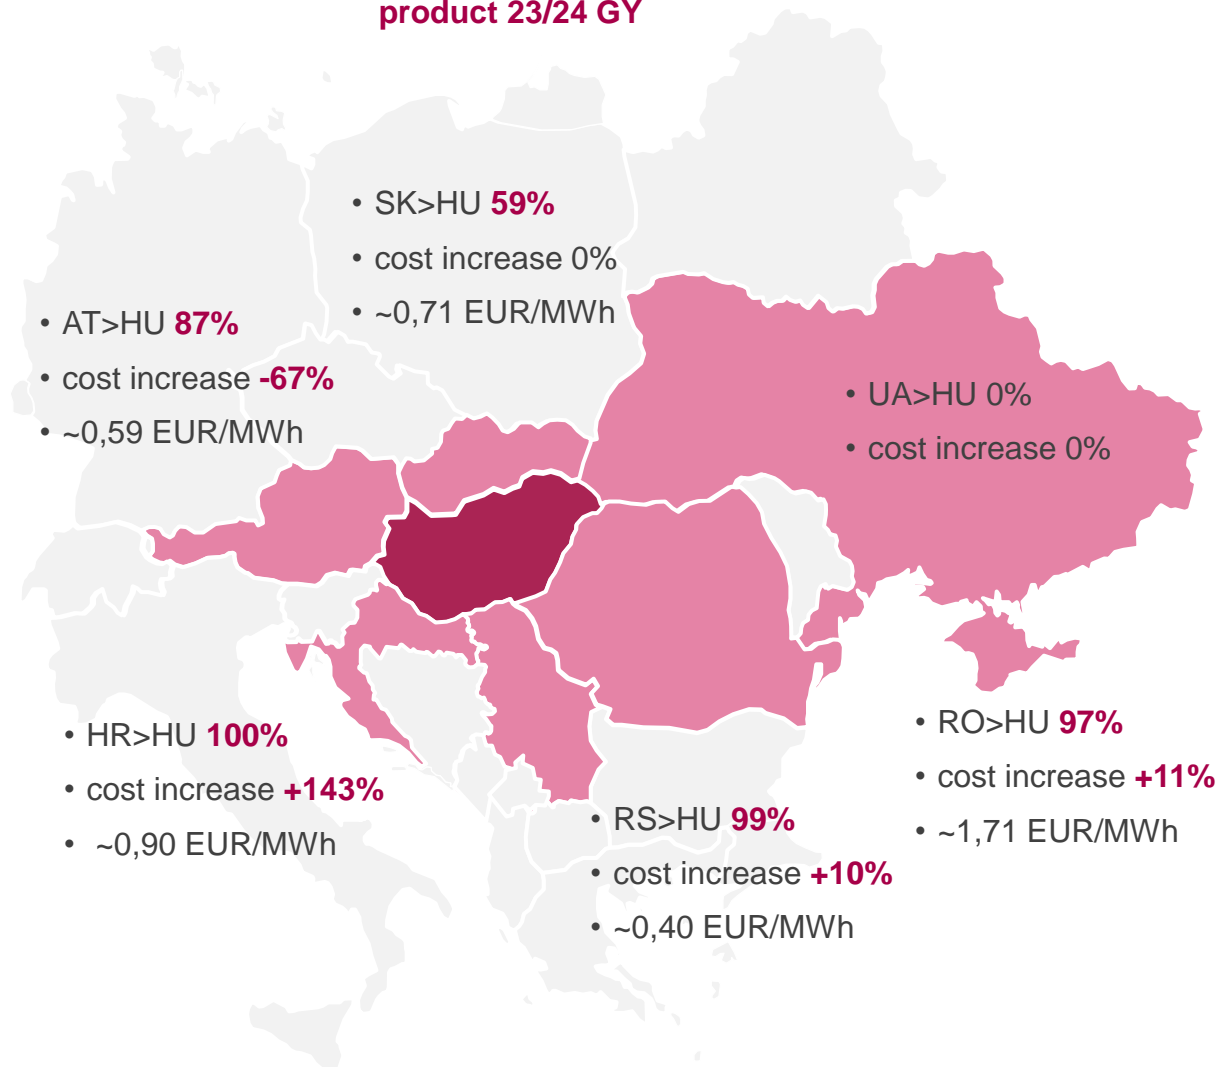 product 23/24 GY
• SK>HU 59%
• cost increase 0%
• ~0,71 EUR/MWh
• AT>HU 87%
• cost increase -67%
• ~0,59 EUR/MWh
• UA>HU 0%
• cost increase 0%
• HR>HU 100%
• cost increase +143%
• ~0,90 EUR/MWh
• RS>HU 99%
• cost increase +10%
• ~0,40 EUR/MWh
• RO>HU 97%
• cost increase +11%
• ~1,71 EUR/MWh